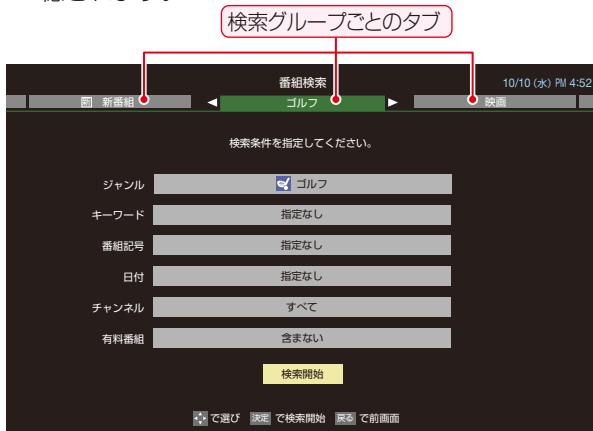 検索グループごとのタブ
番組検索 10/10 (水) PM 4:52
新番組 ◀ ゴルフ ▶ 映画
検索条件を指定してください。
ジャンル ゴルフ
キーワード 指定なし
番組記号 指定なし
日付 指定なし
チャンネル すべて
有料番組 含まない
検索開始
で選び 決定 で検索開始 戻る で前画面